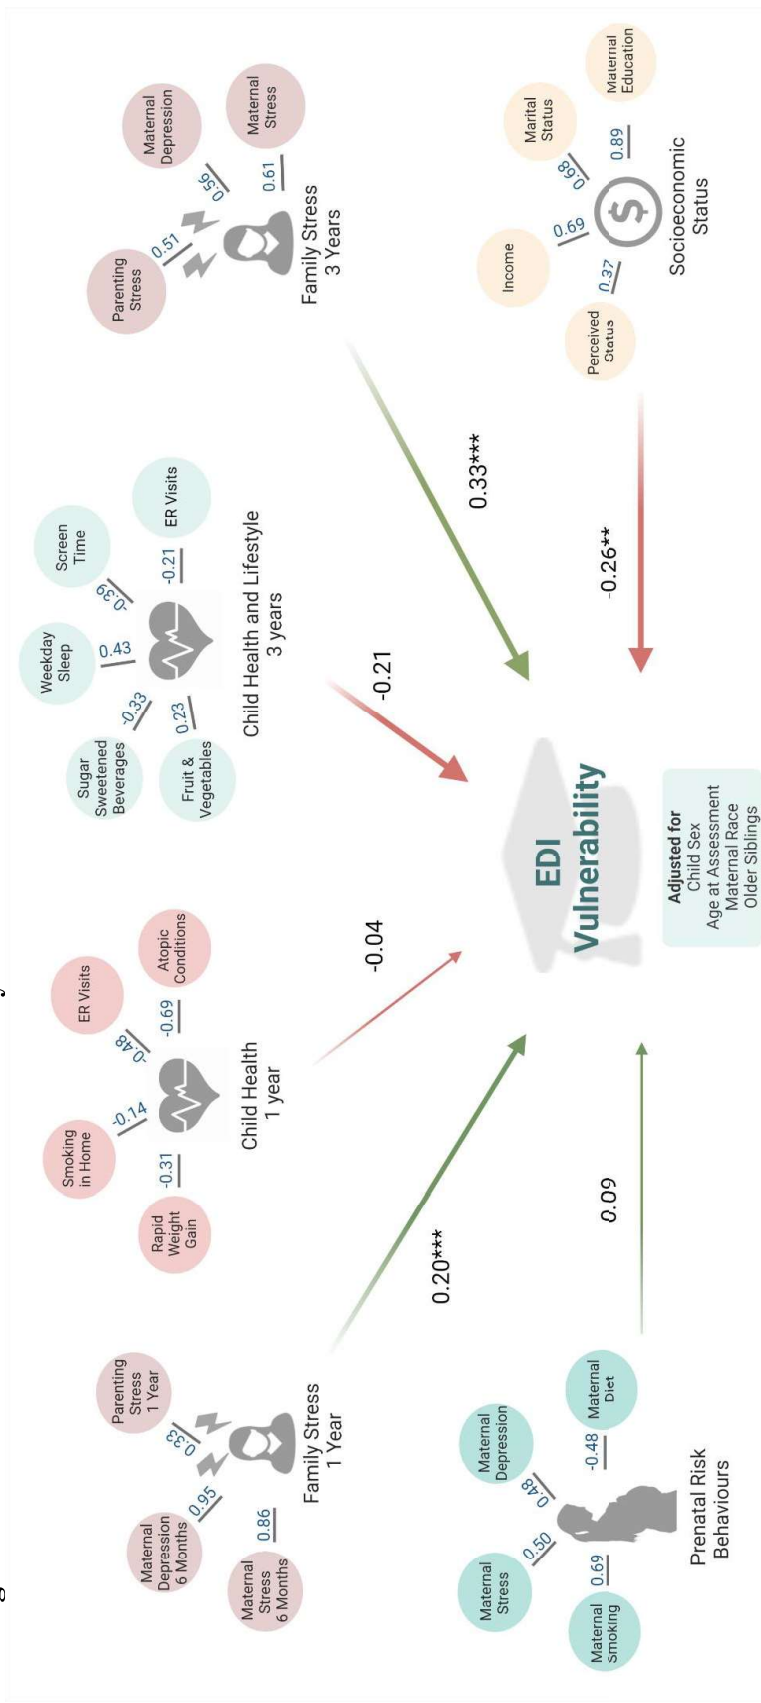 Parenting
Stress
1 Year
0.33
Maternal
Depression
6 Months
0.95
Maternal
Stress
6 Months
0.86
Family Stress
1 Year
Smoking
in Home
-0.14
ER Visits
-0.48
Rapid
Weight
Gain
-0.31
Atopic
Conditions
-0.69
Child Health
1 year
Weekday
Sleep
0.43
Screen
Time
-0.39
Sugar
Sweetened
Beverages
-0.33
ER Visits
-0.21
Fruit &
Vegetables
0.23
Child Health and Lifestyle
3 years
Maternal
Depression
0.56
Parenting
Stress
0.51
Maternal
Stress
0.61
Family Stress
3 Years
0.20***
-0.04
-0.21
0.33***
Maternal
Stress
0.50
Maternal
Depression
0.48
Maternal
Smoking
0.69
Maternal
Diet
-0.48
Prenatal Risk
Behaviours
0.09
EDI
Vulnerability
-0.26**
Income
0.69
Marital
Status
0.68
Perceived
Status
0.37
Maternal
Education
0.89
Socioeconomic
Status
Adjusted for
Child Sex
Age at Assessment
Maternal Race
Older Siblings